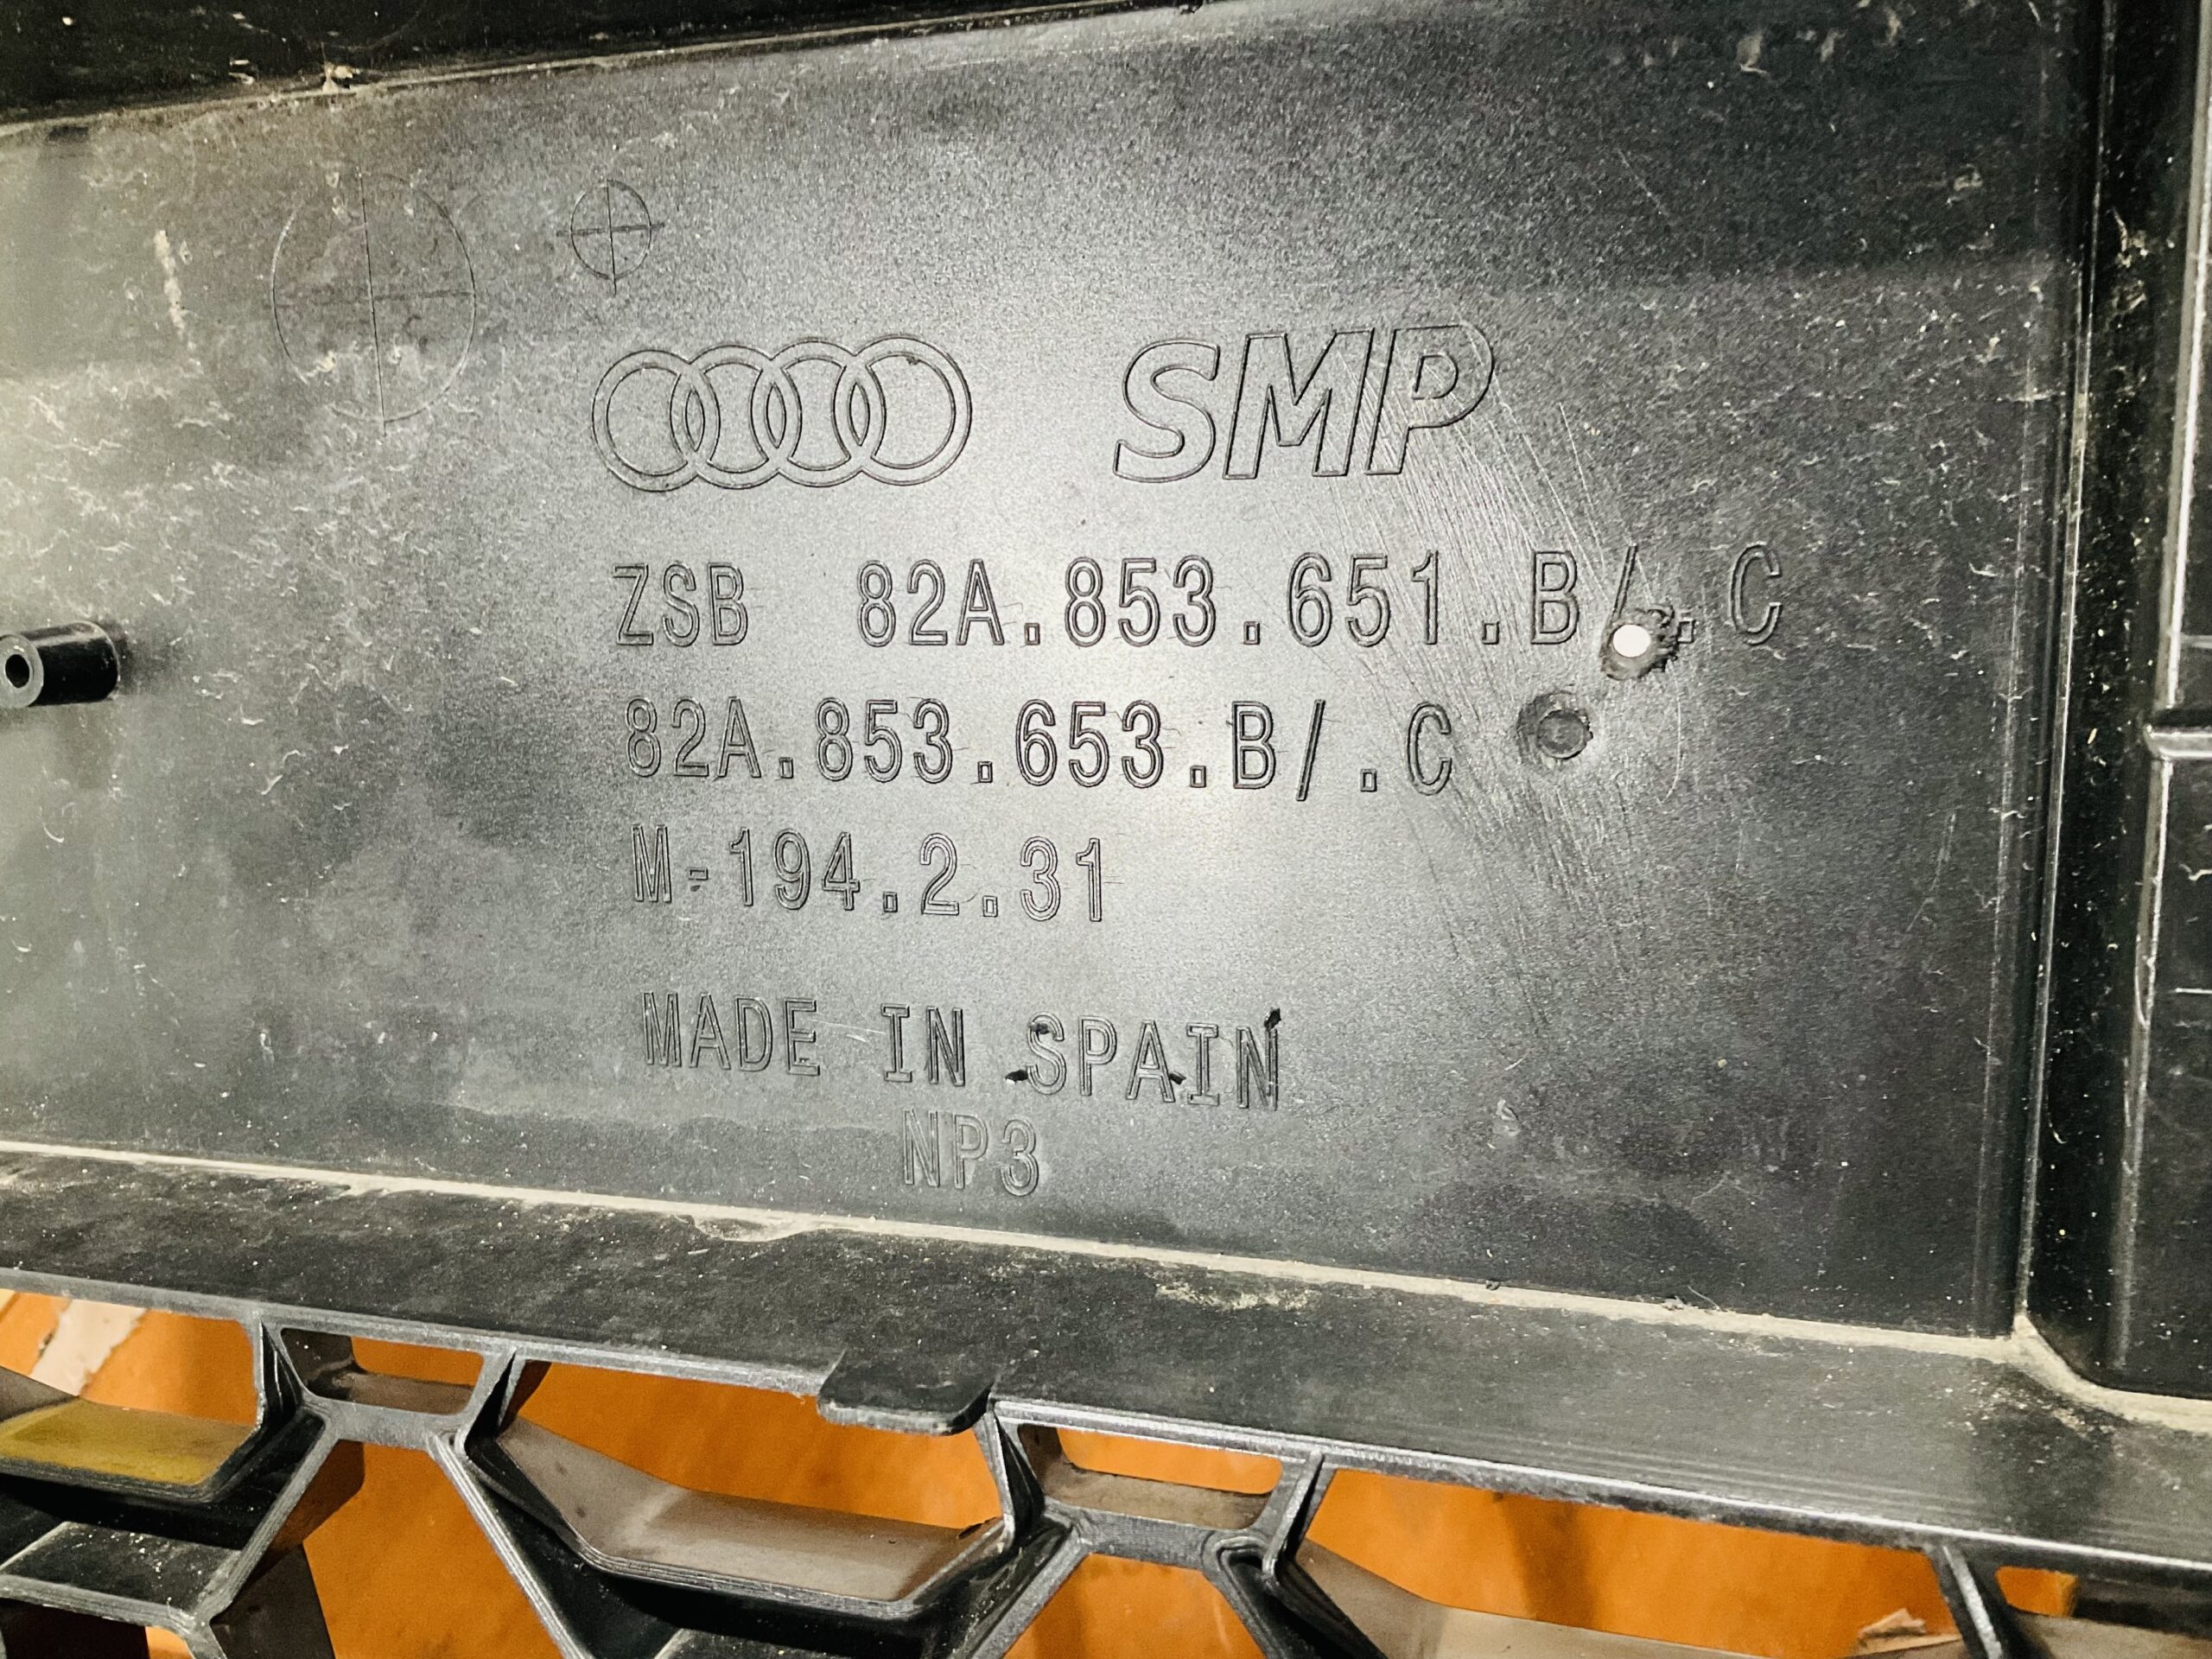 SMP
ZSB 82A.853.651.B/.C
82A.853.653.B/.C
M-194.2.31
MADE IN SPAIN
NP3